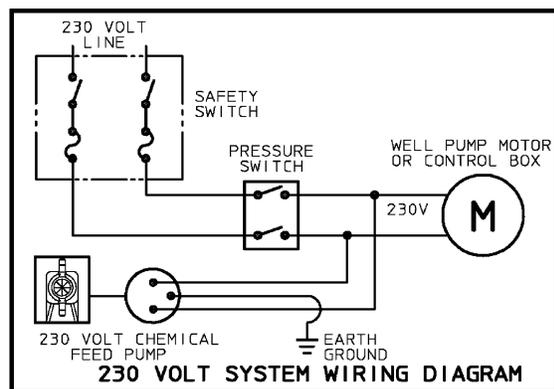 230 VOLT
LINE
SAFETY
SWITCH
PRESSURE
SWITCH
WELL PUMP MOTOR
OR CONTROL BOX
230V
M
230 VOLT CHEMICAL
FEED PUMP
EARTH
GROUND
230 VOLT SYSTEM WIRING DIAGRAM